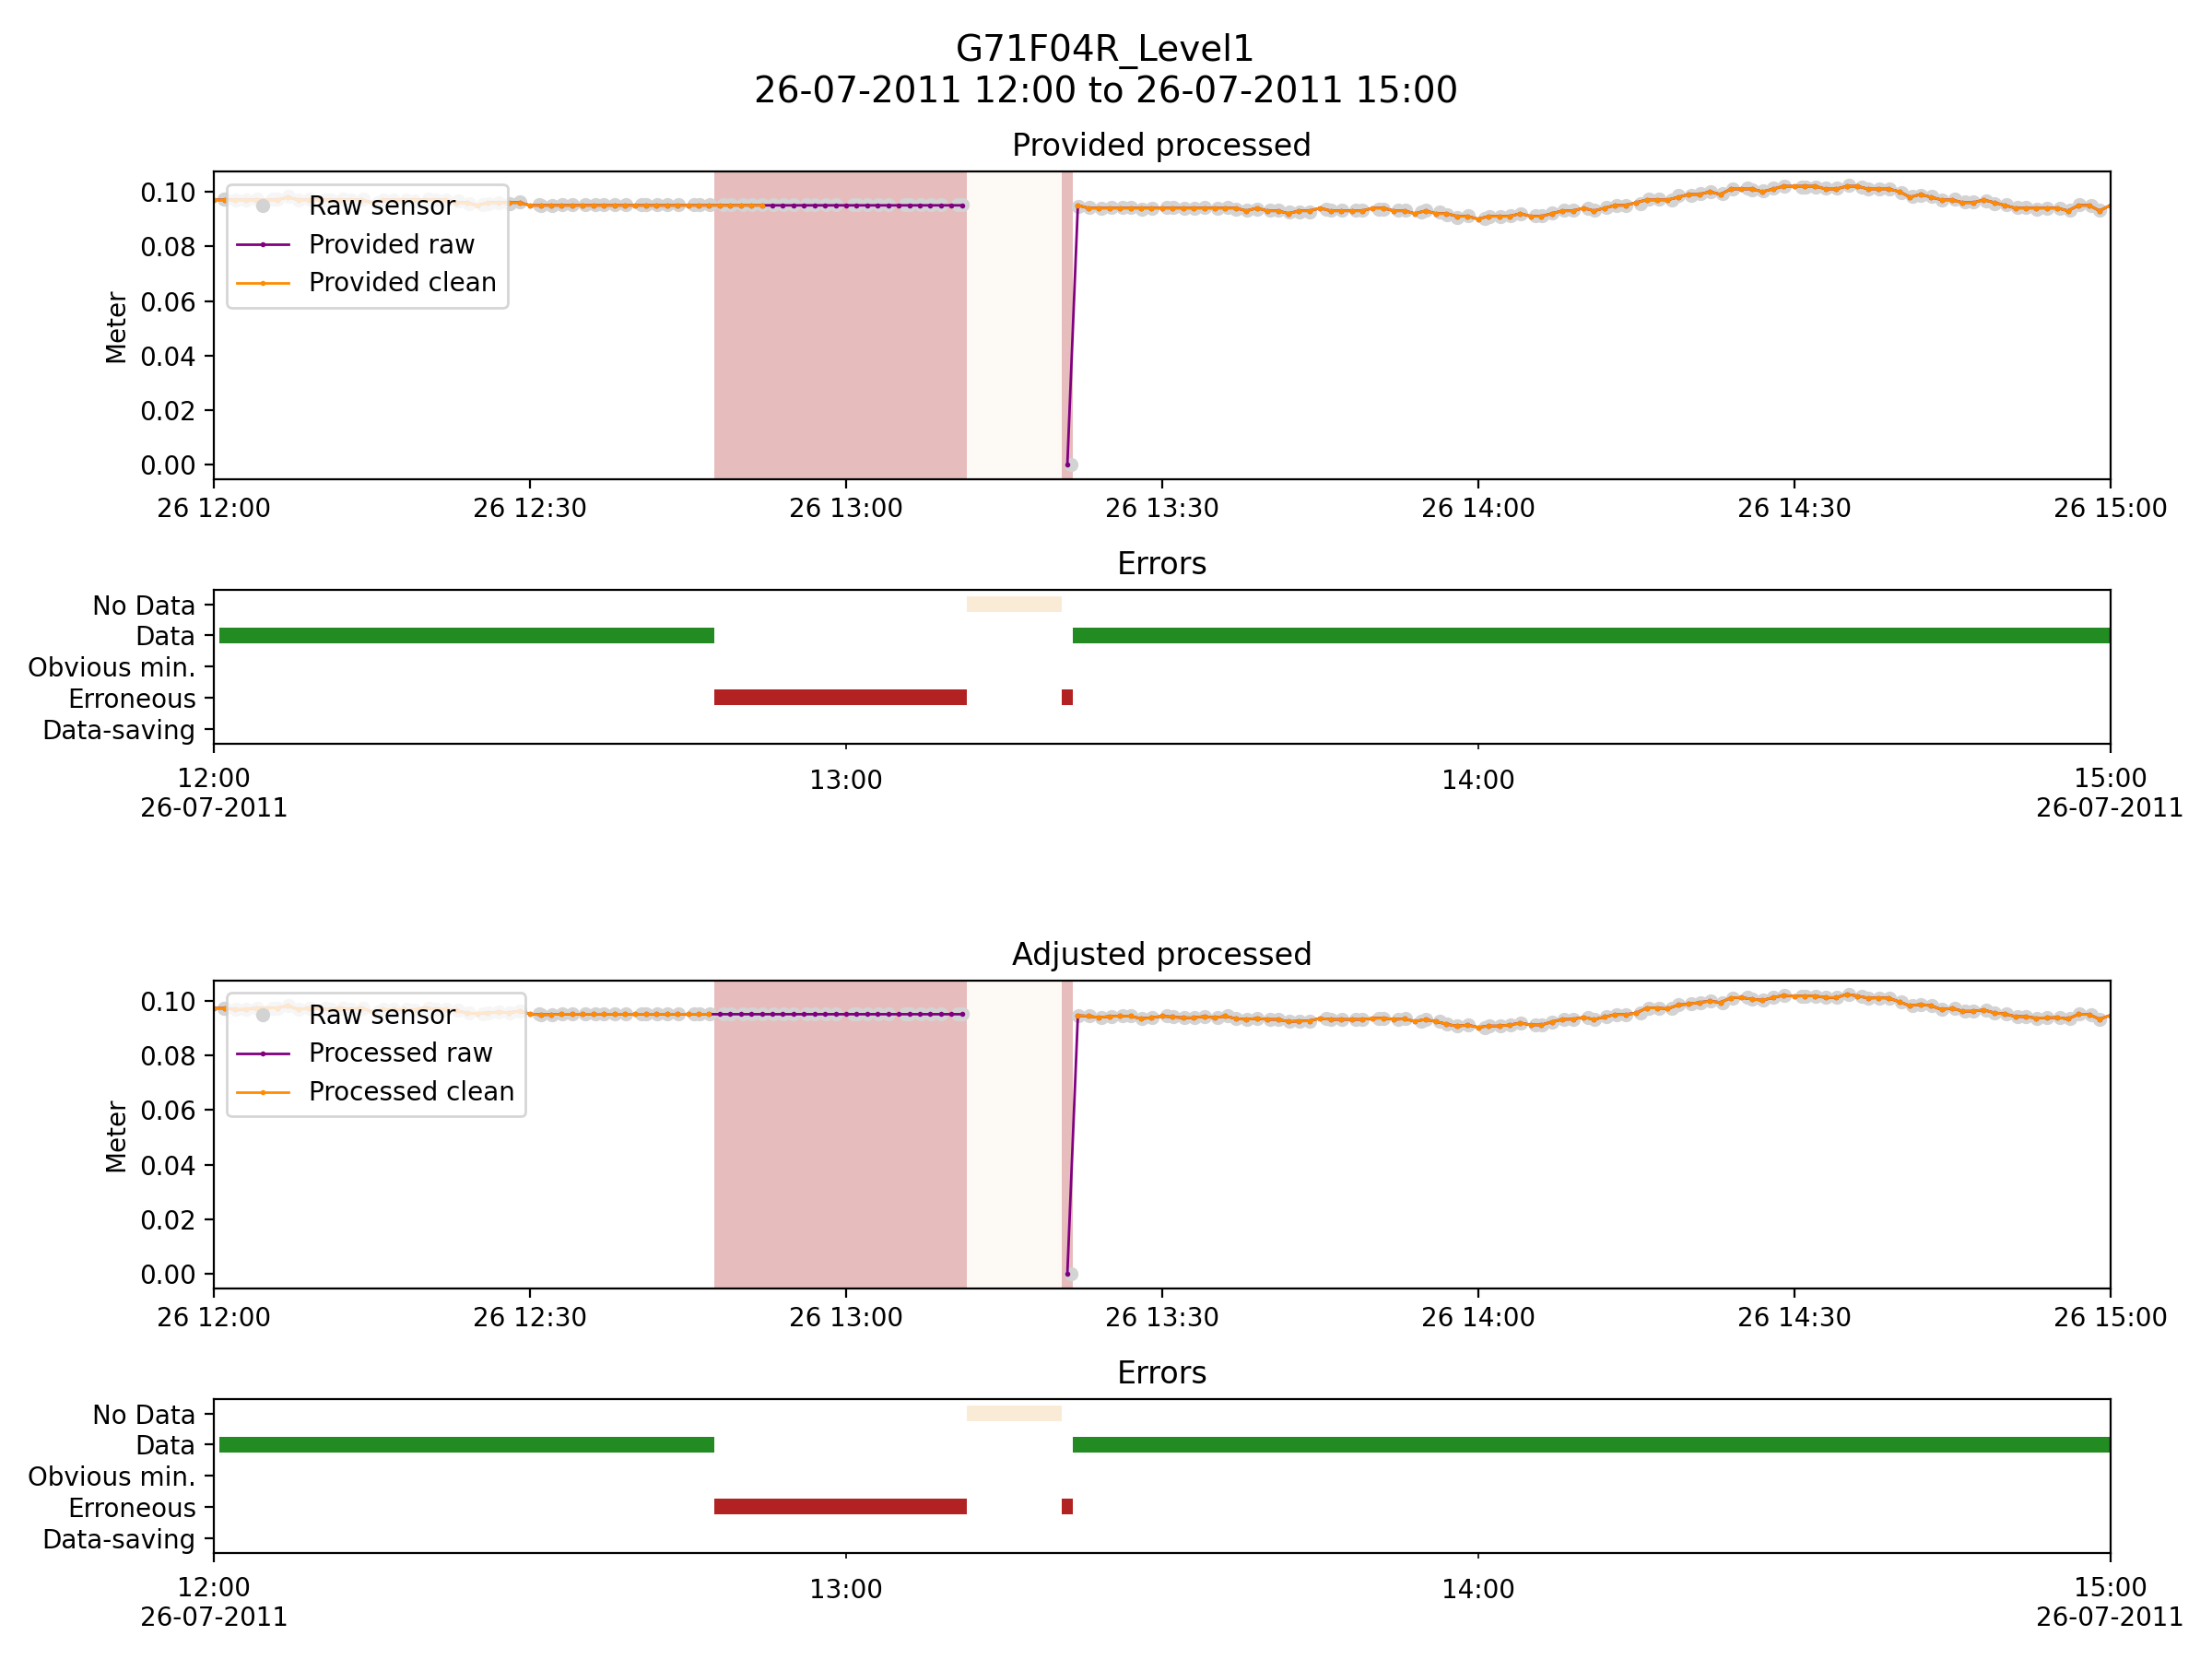 G71F04R_Level1
26-07-2011 12:00 to 26-07-2011 15:00
Provided processed
Meter
0.10
0.08
0.06
0.04
0.02
0.00
Raw sensor
Provided raw
Provided clean
26 12:00 26 12:30 26 13:00 26 13:30 26 14:00 26 14:30 26 15:00
Errors
No Data
Data
Obvious min.
Erroneous
Data-saving
12:00 13:00 14:00 15:00
26-07-2011 26-07-2011
Adjusted processed
Meter
0.10
0.08
0.06
0.04
0.02
0.00
Raw sensor
Processed raw
Processed clean
26 12:00 26 12:30 26 13:00 26 13:30 26 14:00 26 14:30 26 15:00
Errors
No Data
Data
Obvious min.
Erroneous
Data-saving
12:00 13:00 14:00 15:00
26-07-2011 26-07-2011